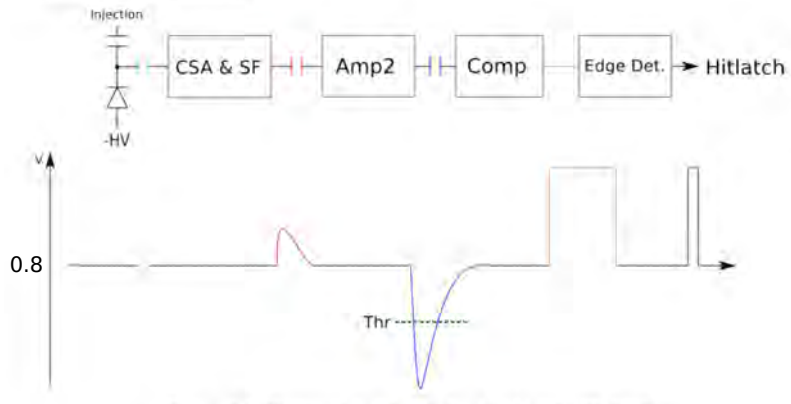 Injection
CSA & SF
Amp2
Comp
Edge Det.
Hitlatch
-HV
V
0.8
Thr